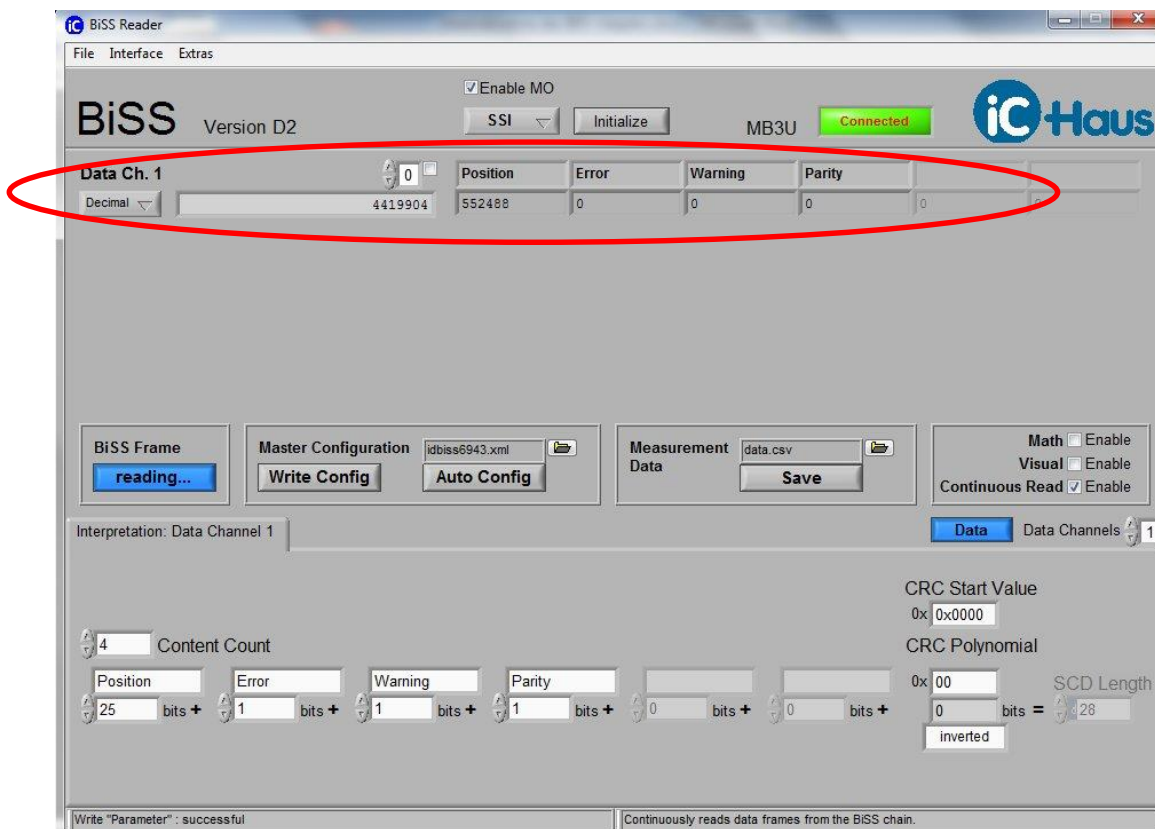 BiSS Reader
File Interface Extras
Enable MO
BiSS Version D2
SSI Initialize MB3U Connected
iC Haus
Data Ch. 1 0 Position Error Warning Parity
Decimal 4419904 552488 0 0 0 0 0
BiSS Frame
reading...
Master Configuration idbiss6943.xml
Write Config Auto Config
Measurement Data data.csv
Save
Math Enable
Visual Enable
Continuous Read Enable
Interpretation: Data Channel 1
Data Data Channels 1
CRC Start Value
0x 0x0000
4 Content Count
CRC Polynomial
Position Error Warning Parity 0x 00 SCD Length
25 bits + 1 bits + 1 bits + 1 bits + 0 bits + 0 bits + 0 bits = 28
inverted
Write "Parameter" : successful
Continuously reads data frames from the BiSS chain.